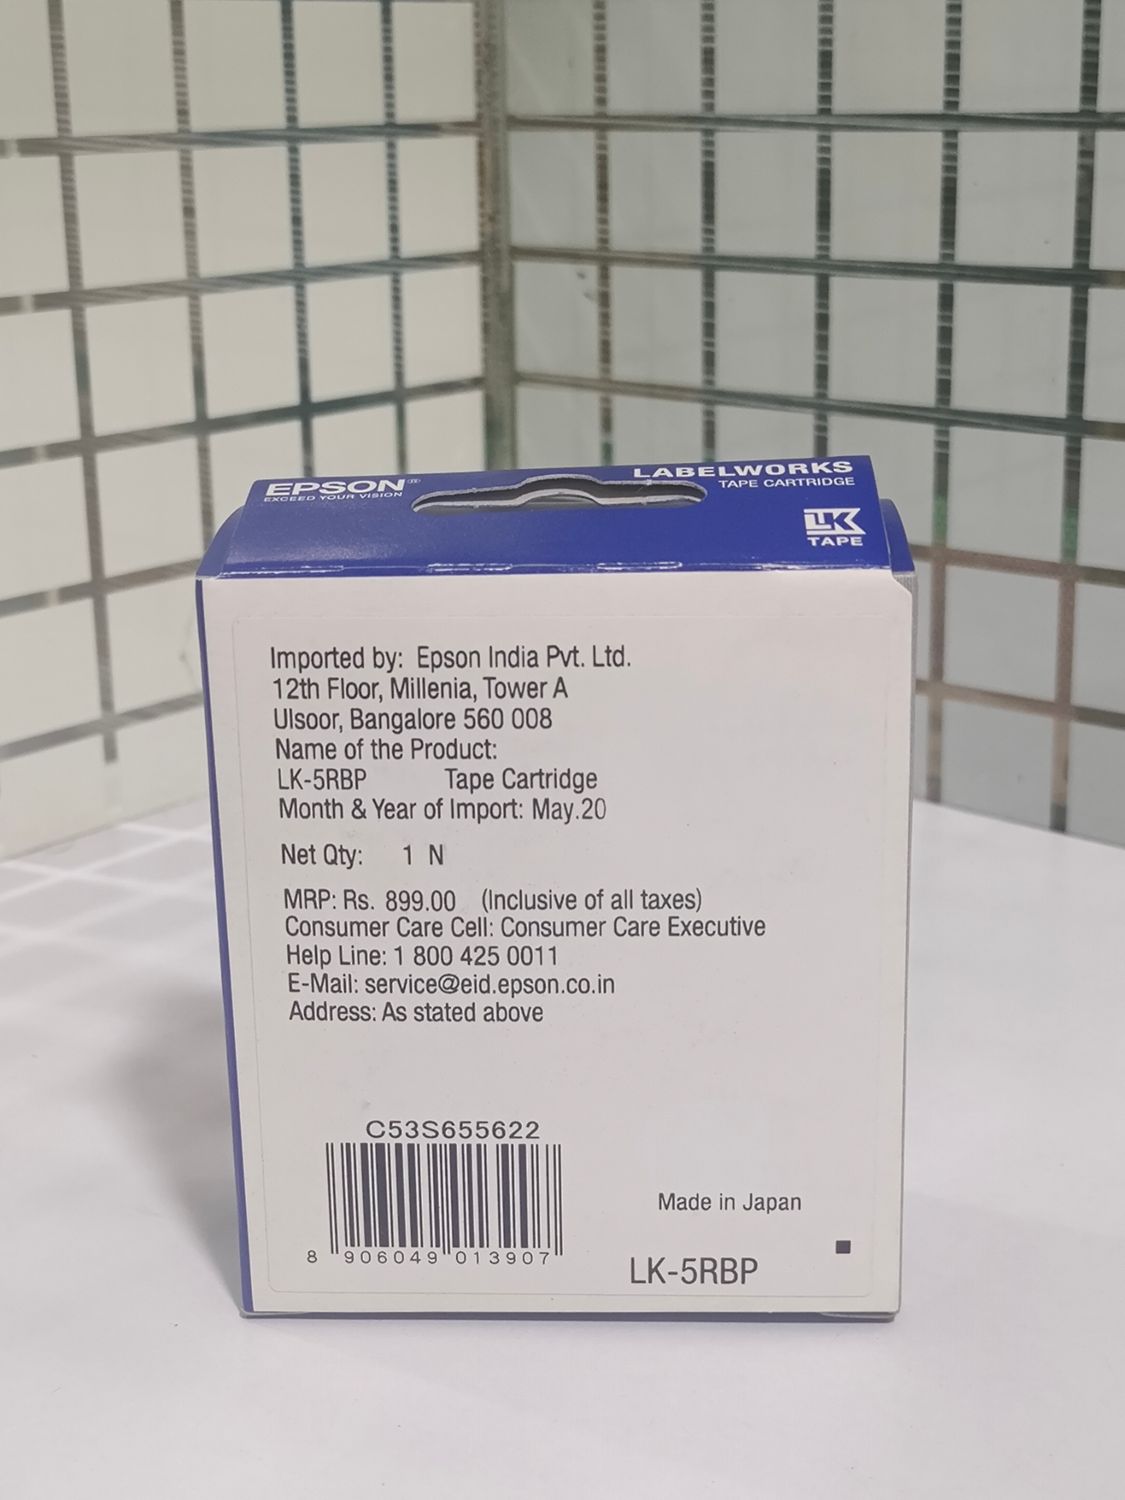 EPSON®
EXCEED YOUR VISION
LABELWORKS
TAPE CARTRIDGE
LK
TAPE
Imported by: Epson India Pvt. Ltd.
12th Floor, Millenia, Tower A
Ulsoor, Bangalore 560 008
Name of the Product:
LK-5RBP Tape Cartridge
Month & Year of Import: May.20
Net Qty: 1 N
MRP: Rs. 899.00 (Inclusive of all taxes)
Consumer Care Cell: Consumer Care Executive
Help Line: 1 800 425 0011
E-Mail: service@eid.epson.co.in
Address: As stated above
C53S655622
8 906049 013907
Made in Japan
LK-5RBP